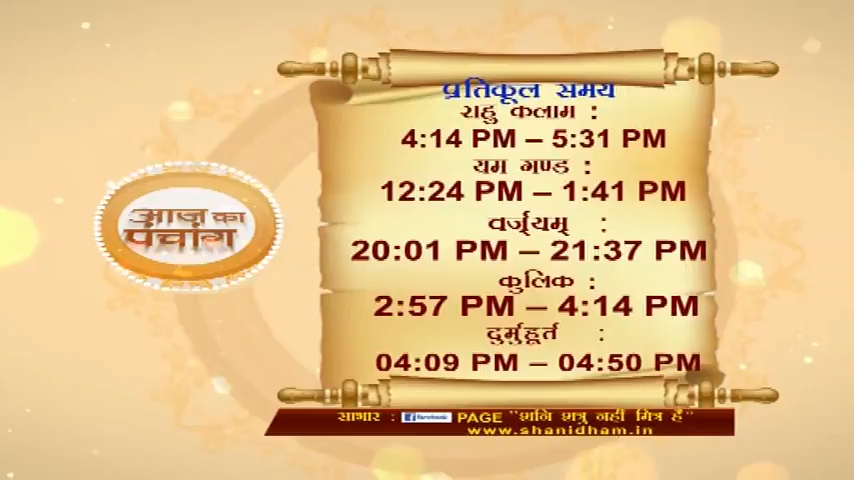 आज का
पंचांग
प्रतिकूल समय
राहु कलाम :
4:14 PM – 5:31 PM
यम गण्ड :
12:24 PM – 1:41 PM
वर्ज्यम् :
20:01 PM – 21:37 PM
कुलिक :
2:57 PM – 4:14 PM
दुर्मुहूर्त :
04:09 PM – 04:50 PM
साभार : facebook PAGE "शनि शत्रु नहीं मित्र हैं"
www.shanidham.in